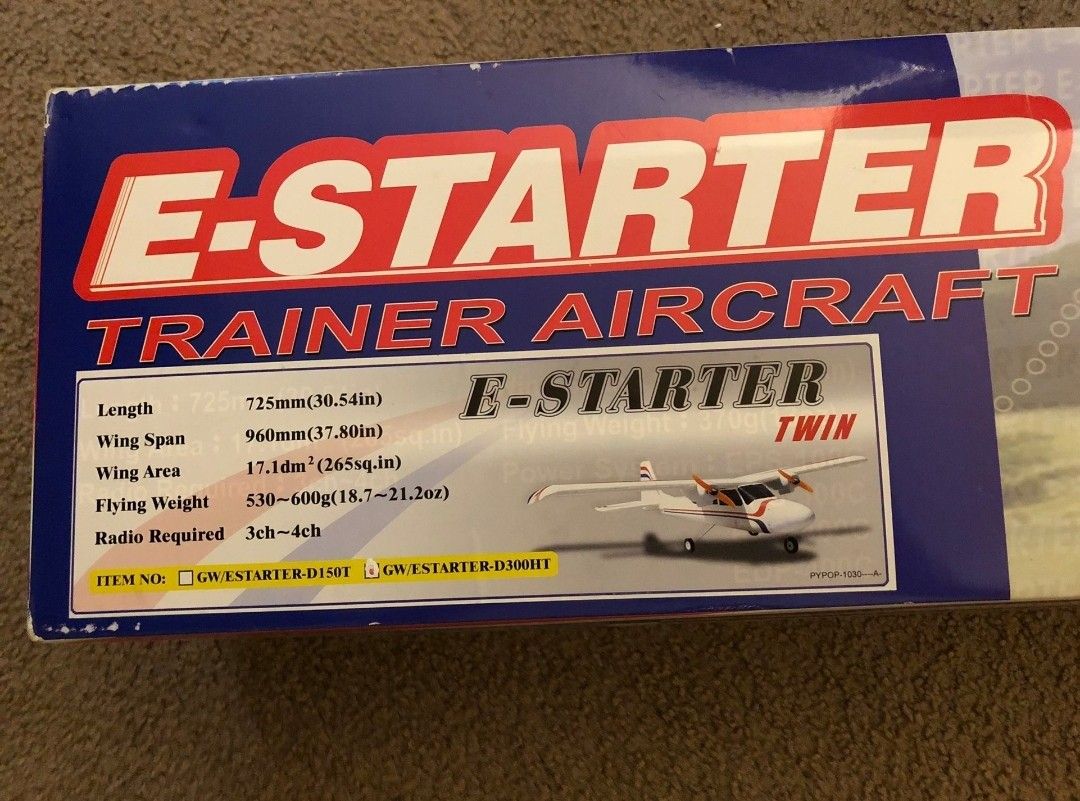 E-STARTER
TRAINER AIRCRAFT
E-STARTER
TWIN
Length 725mm(30.54in)
Wing Span 960mm(37.80in)
Wing Area 17.1dm²(265sq.in)
Flying Weight 530~600g(18.7~21.2oz)
Radio Required 3ch~4ch
ITEM NO: GW/ESTARTER-D150T GW/ESTARTER-D300HT
PYPOP-1030----A-